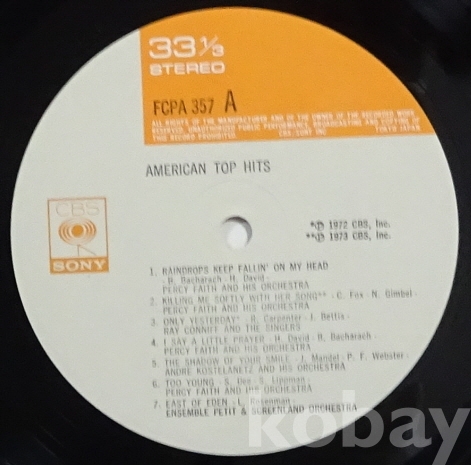 33 1/3
STEREO
FCPA 357 A
ALL RIGHTS OF THE MANUFACTURER AND OF THE OWNER OF THE RECORDED WORK
RESERVED. UNAUTHORIZED PUBLIC PERFORMANCE, BROADCASTING AND COPYING OF
THIS RECORD PROHIBITED. CBS/SONY INC. TOKYO JAPAN
AMERICAN TOP HITS
CBS
SONY
*Ⓟ 1972 CBS, Inc.
**Ⓟ 1973 CBS, Inc.
1. RAINDROPS KEEP FALLIN' ON MY HEAD
- B. Bacharach - H. David -
PERCY FAITH AND HIS ORCHESTRA
2. KILLING ME SOFTLY WITH HER SONG** - C. Fox - N. Gimbel -
PERCY FAITH AND HIS ORCHESTRA
3. ONLY YESTERDAY* - R. Carpenter - J. Bettis -
RAY CONNIFF AND THE SINGERS
4. I SAY A LITTLE PRAYER - H. David - B. Bacharach -
PERCY FAITH AND HIS ORCHESTRA
5. THE SHADOW OF YOUR SMILE - J. Mandel - P. F. Webster -
ANDRE KOSTELANETZ AND HIS ORCHESTRA
6. TOO YOUNG - S. Dee - S. Lippman -
PERCY FAITH AND HIS ORCHESTRA
7. EAST OF EDEN - L. Rosenman -
ENSEMBLE PETIT & SCREENLAND ORCHESTRA
kobay